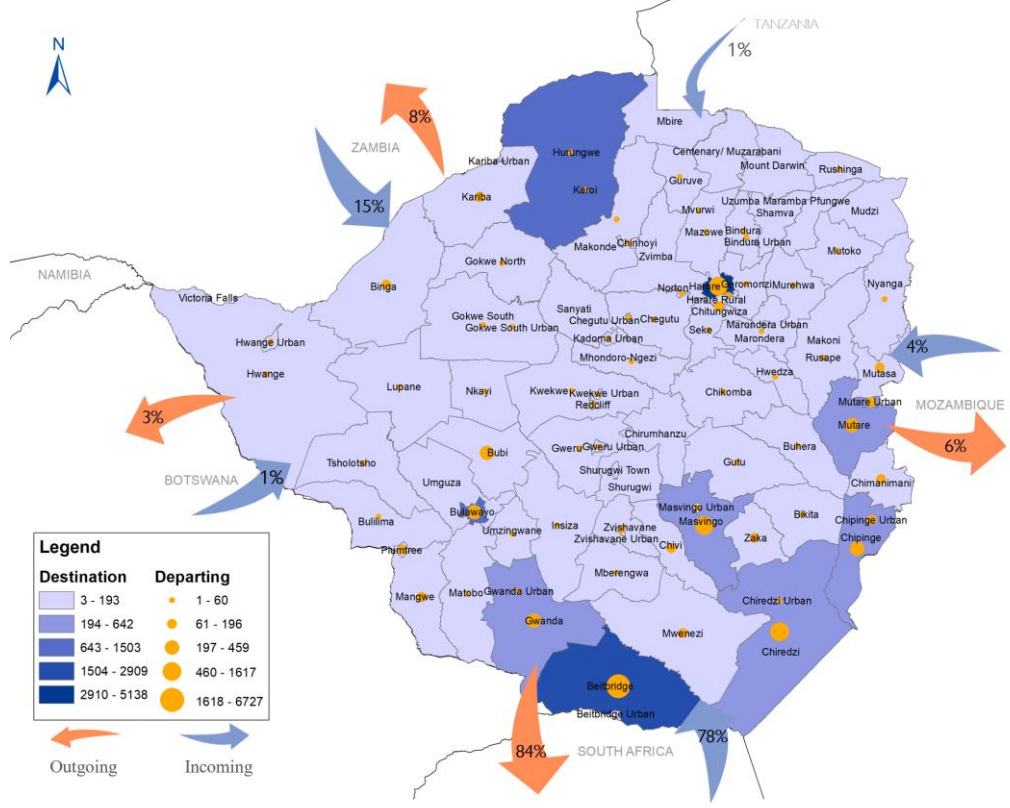 N
TANZANIA
1%
8%
ZAMBIA
15%
Mbire
Centenary/ Muzarabani
Mount Darwin
Rushinga
Kariba Urban
Hurungwe
Guruve
Kariba
Karoi
Mvurwi
Uzumba Maramba Pfungwe
Shamva
Mudzi
Mazowe
Bindura
Bindura Urban
Makonde
Chinhoyi
Zvimba
Mutoko
Gokwe North
NAMIBIA
Victoria Falls
Binga
Norton
Harare
Goromonzi
Murehwa
Nyanga
Harare Rural
Chitungwiza
Sanyati
Gokwe South
Gokwe South Urban
Chegutu Urban
Chegutu
Seke
Marondera Urban
Marondera
Makoni
Rusape
4%
Hwange Urban
Kadoma Urban
Mhondoro-Ngezi
Hwange
Hwedza
Mutasa
Lupane
Nkayi
Kwekwe
Kwekwe Urban
Redcliff
Chikomba
Mutare Urban
MOZAMBIQUE
3%
Mutare
6%
Chirumhanzu
Bubi
Gweru
Gweru Urban
Buhera
BOTSWANA
1%
Tsholotsho
Umguza
Shurugwi Town
Shurugwi
Gutu
Chimanimani
Bulilima
Bulawayo
Umzingwane
Insiza
Zvishavane
Zvishavane Urban
Masvingo Urban
Masvingo
Bikita
Chipinge Urban
Chipinge
Plumtree
Chivi
Zaka
Mberengwa
Mangwe
Matobo
Gwanda Urban
Gwanda
Chiredzi Urban
Chiredzi
Mwenezi
Beitbridge
Beitbridge Urban
84%
SOUTH AFRICA
78%
Legend
Destination Departing
3 - 193 1 - 60
194 - 642 61 - 196
643 - 1503 197 - 459
1504 - 2909 460 - 1617
2910 - 5138 1618 - 6727
Outgoing Incoming